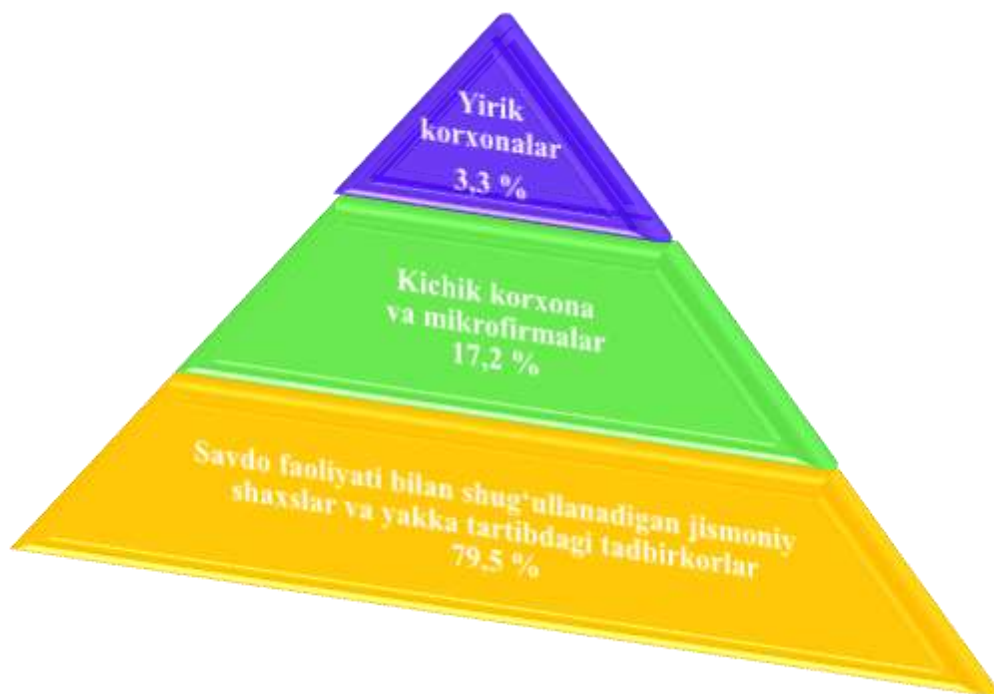 Yirik
korxonalar
3,3 %
Kichik korxona
va mikrofirmalar
17,2 %
Savdo faoliyati bilan shug‘ullanadigan jismoniy
shaxslar va yakka tartibdagi tadbirkorlar
79,5 %